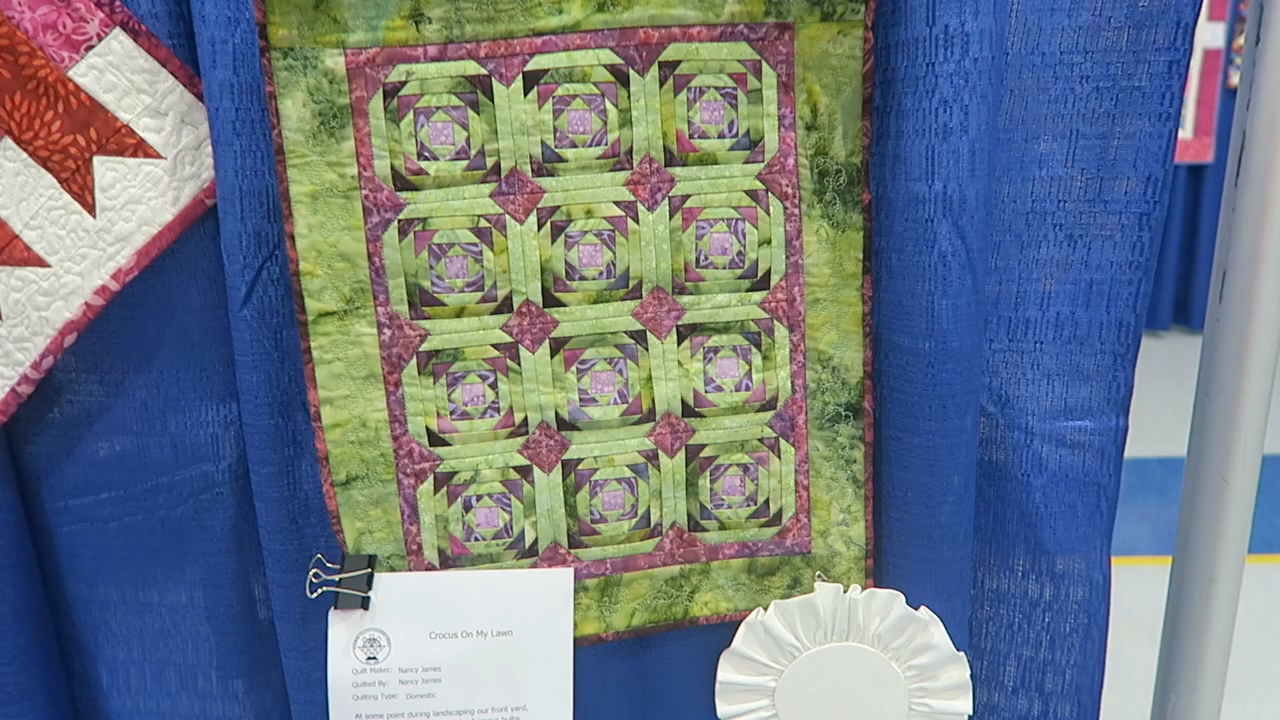 Crocus On My Lawn
Quilt Maker: Nancy James
Quilted By: Nancy James
Quilting Type: Domestic
At some point during landscaping our front yard,
bulbs